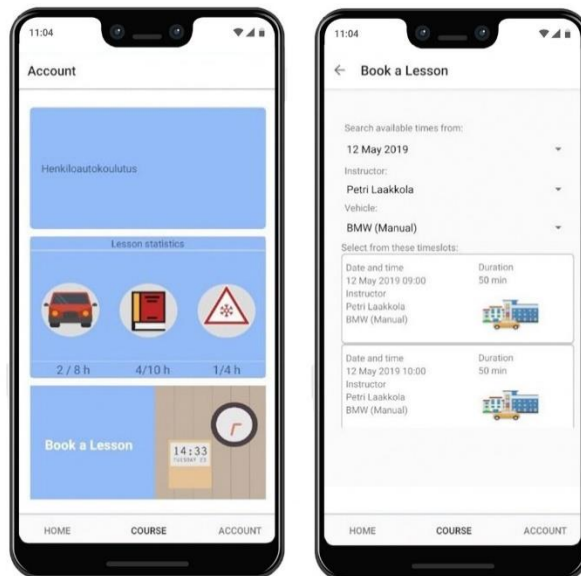 11:04
Account
Henkiloautokoulutus
Lesson statistics
2 / 8 h 4/10 h 1/4 h
Book a Lesson
14:33
TUESDAY 23
HOME COURSE ACCOUNT
11:04
← Book a Lesson
Search available times from:
12 May 2019
Instructor:
Petri Laakkola
Vehicle:
BMW (Manual)
Select from these timeslots:
Date and time Duration
12 May 2019 09:00 50 min
Instructor
Petri Laakkola
BMW (Manual)
Date and time Duration
12 May 2019 10:00 50 min
Instructor
Petri Laakkola
BMW (Manual)
HOME COURSE ACCOUNT